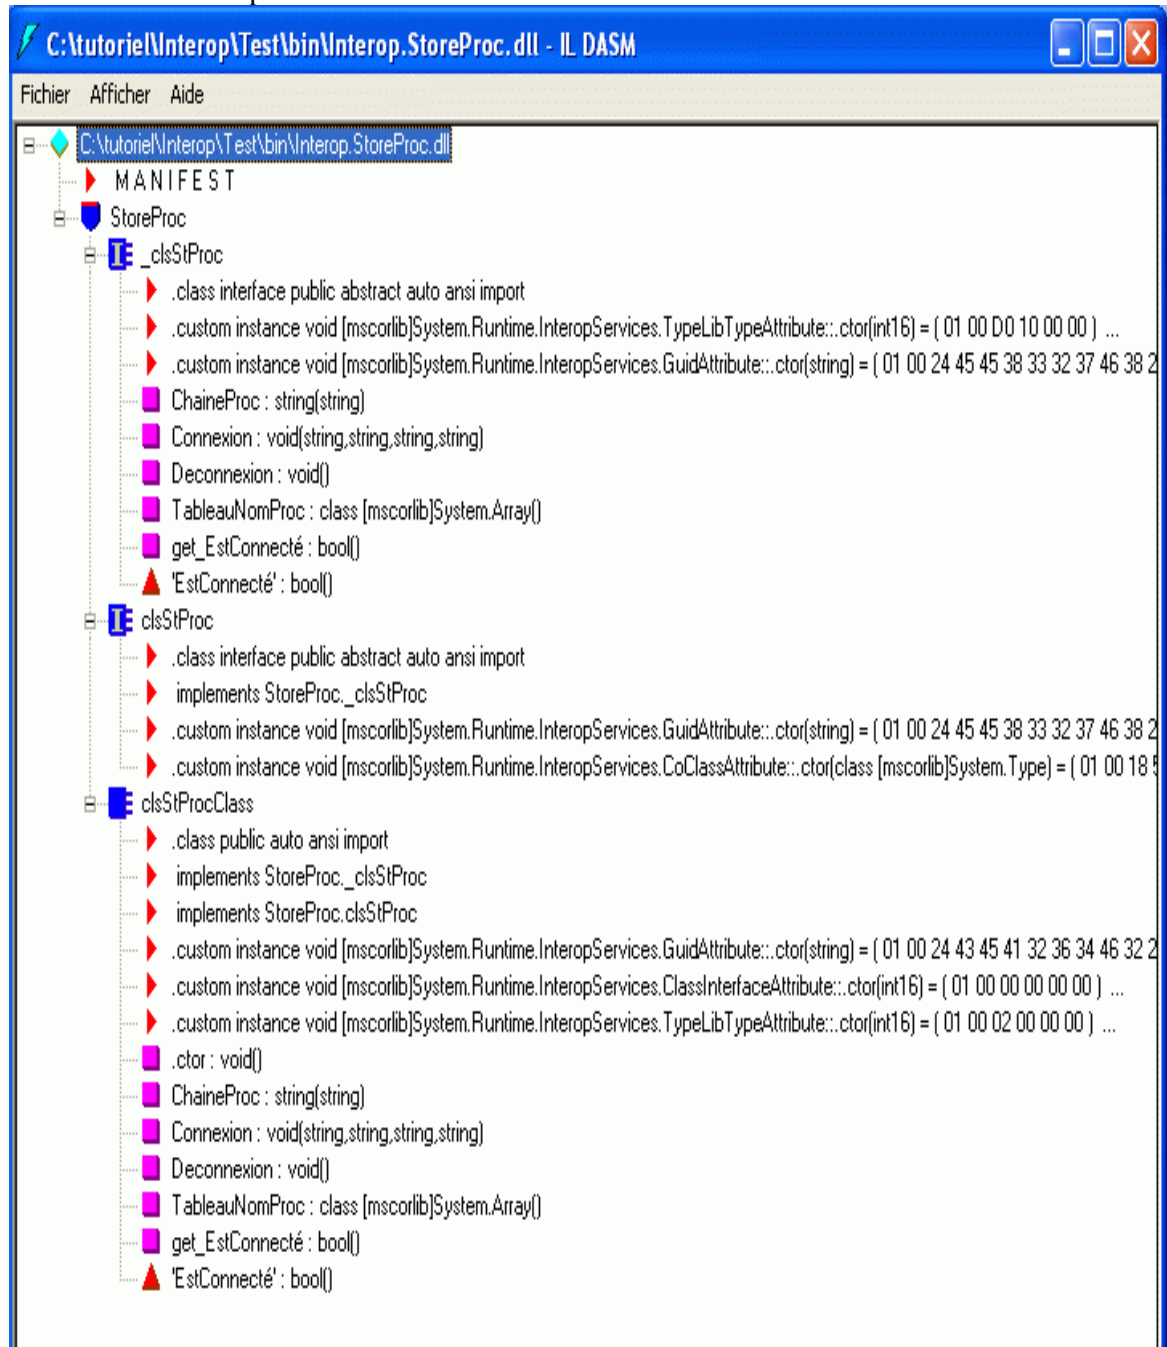 C:\tutoriel\Interop\Test\bin\Interop.StoreProc.dll - IL DASM
Fichier Afficher Aide
C:\tutoriel\Interop\Test\bin\Interop.StoreProc.dll
M A N I F E S T
StoreProc
_clsStProc
.class interface public abstract auto ansi import
.custom instance void [mscorlib]System.Runtime.InteropServices.TypeLibTypeAttribute::.ctor(int16) = ( 01 00 D0 10 00 00 ) ...
.custom instance void [mscorlib]System.Runtime.InteropServices.GuidAttribute::.ctor(string) = ( 01 00 24 45 45 38 33 32 37 46 38 2
ChaineProc : string(string)
Connexion : void(string,string,string,string)
Deconnexion : void()
TableauNomProc : class [mscorlib]System.Array()
get_EstConnecté : bool()
'EstConnecté' : bool()
clsStProc
.class interface public abstract auto ansi import
implements StoreProc._clsStProc
.custom instance void [mscorlib]System.Runtime.InteropServices.GuidAttribute::.ctor(string) = ( 01 00 24 45 45 38 33 32 37 46 38 2
.custom instance void [mscorlib]System.Runtime.InteropServices.CoClassAttribute::.ctor(class [mscorlib]System.Type) = ( 01 00 18 5
clsStProcClass
.class public auto ansi import
implements StoreProc._clsStProc
implements StoreProc.clsStProc
.custom instance void [mscorlib]System.Runtime.InteropServices.GuidAttribute::.ctor(string) = ( 01 00 24 43 45 41 32 36 34 46 32 2
.custom instance void [mscorlib]System.Runtime.InteropServices.ClassInterfaceAttribute::.ctor(int16) = ( 01 00 00 00 00 00 ) ...
.custom instance void [mscorlib]System.Runtime.InteropServices.TypeLibTypeAttribute::.ctor(int16) = ( 01 00 02 00 00 00 ) ...
.ctor : void()
ChaineProc : string(string)
Connexion : void(string,string,string,string)
Deconnexion : void()
TableauNomProc : class [mscorlib]System.Array()
get_EstConnecté : bool()
'EstConnecté' : bool()